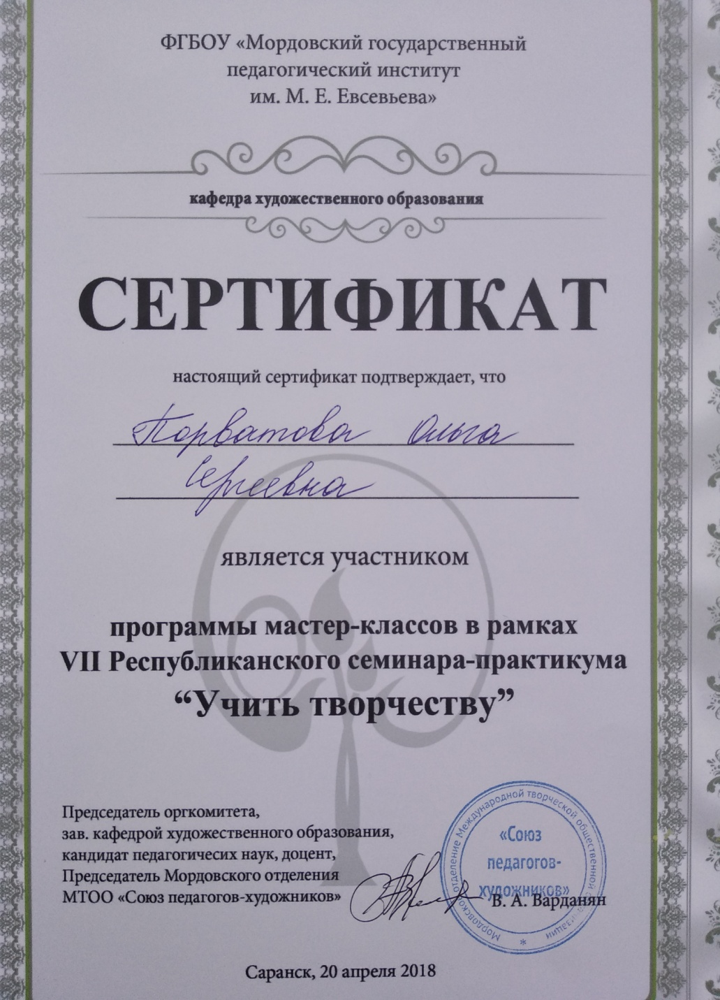 ФГБОУ «Мордовский государственный
педагогический институт
им. М. Е. Евсевьева»
кафедра художественного образования
СЕРТИФИКАТ
настоящий сертификат подтверждает, что
Порватова Ольга
Сергеевна
является участником
программы мастер-классов в рамках
VII Республиканского семинара-практикума
“Учить творчеству”
Председатель оргкомитета,
зав. кафедрой художественного образования,
кандидат педагогичесих наук, доцент,
Председатель Мордовского отделения
МТОО «Союз педагогов-художников»
В. А. Варданян
Мордовское отделение Международной творческой общественной организации
«Союз
педагогов-
художников»
Саранск, 20 апреля 2018